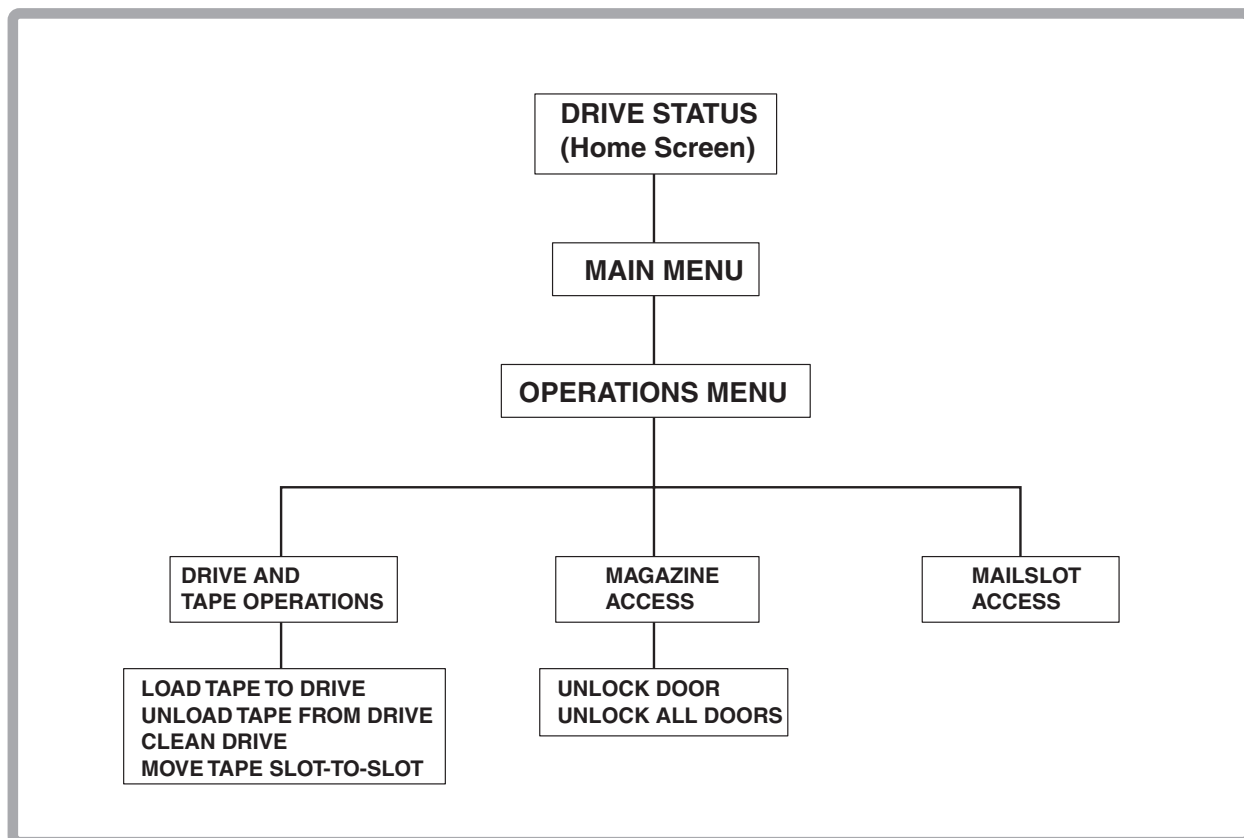 DRIVE STATUS
(Home Screen)
MAIN MENU
OPERATIONS MENU
DRIVE AND
TAPE OPERATIONS
MAGAZINE
ACCESS
MAILSLOT
ACCESS
LOAD TAPE TO DRIVE
UNLOAD TAPE FROM DRIVE
CLEAN DRIVE
MOVE TAPE SLOT-TO-SLOT
UNLOCK DOOR
UNLOCK ALL DOORS